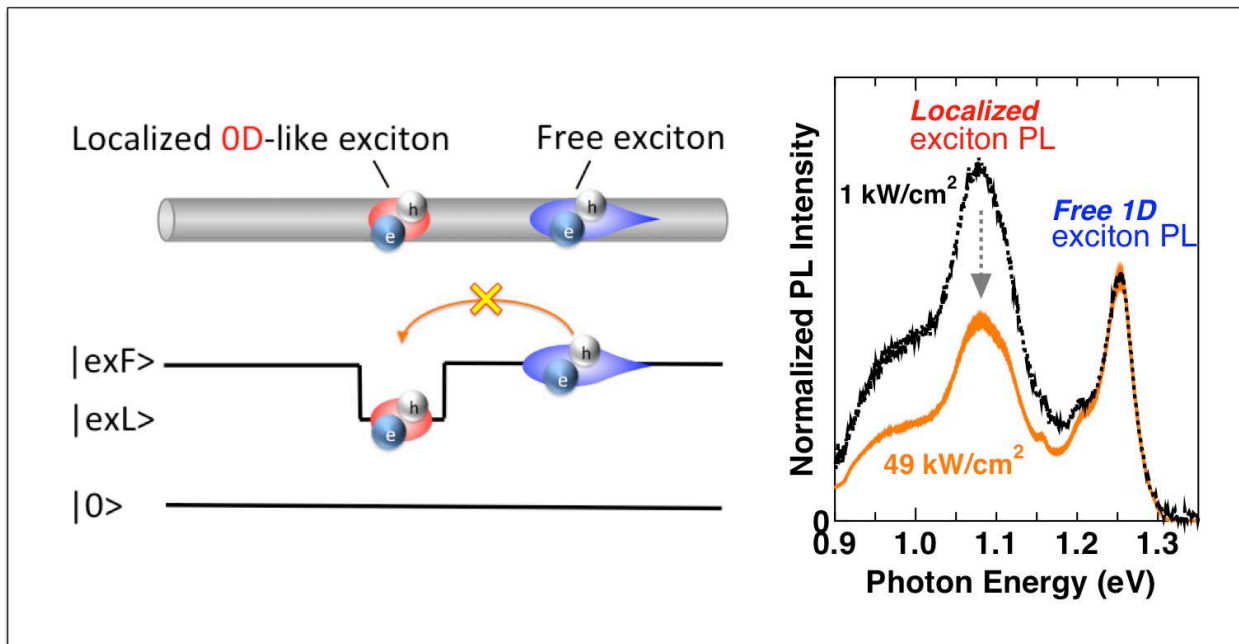 Localized 0D-like exciton
Free exciton
h
e
h
e
|exF>
|exL>
|0>
h
e
h
e
Normalized PL Intensity
Localized
exciton PL
1 kW/cm²
Free 1D
exciton PL
49 kW/cm²
0
0.9 1.0 1.1 1.2 1.3
Photon Energy (eV)